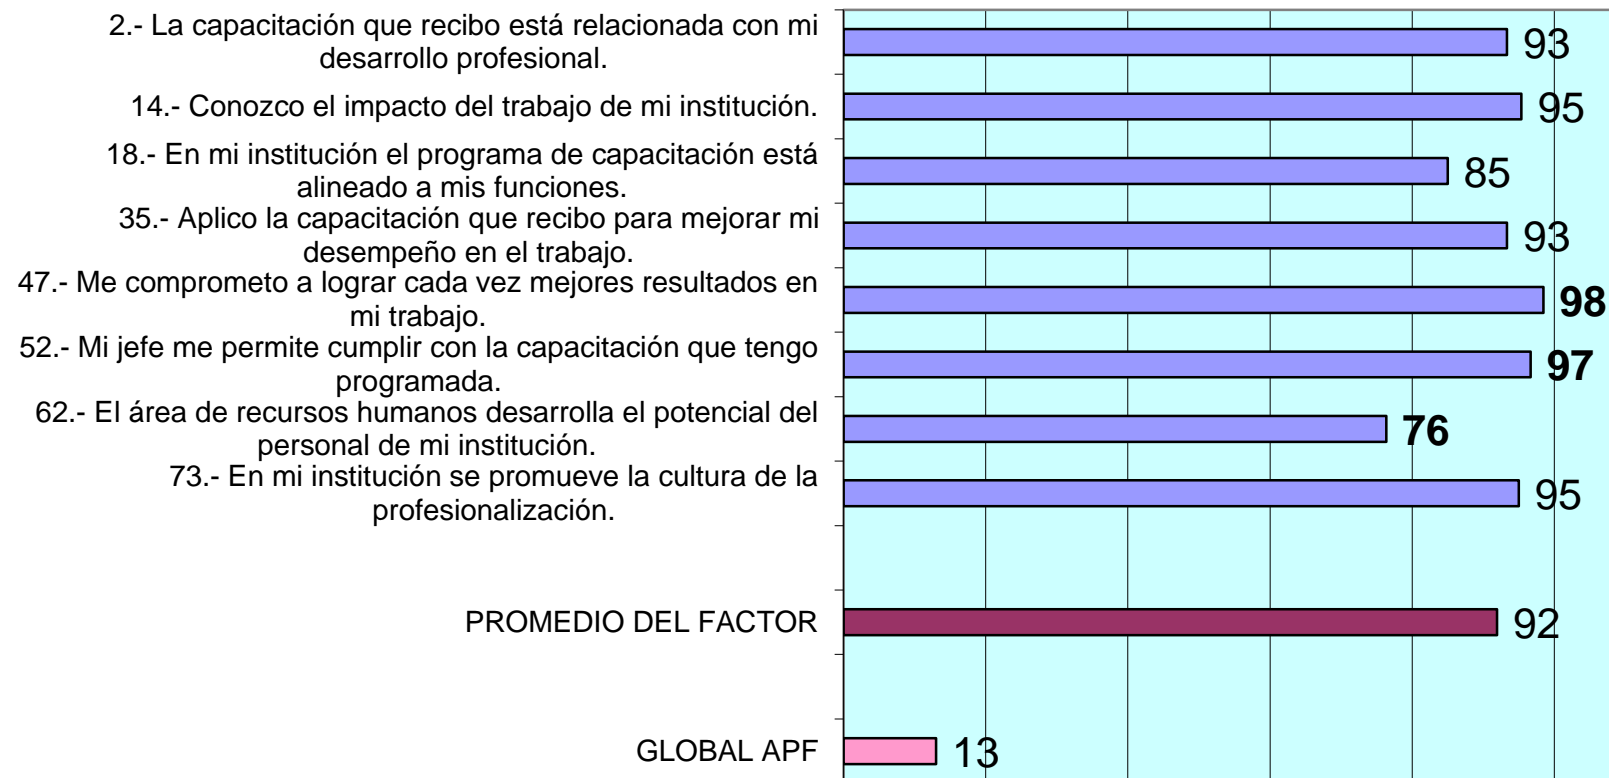 2.- La capacitación que recibo está relacionada con mi
desarrollo profesional.
93
14.- Conozco el impacto del trabajo de mi institución.
95
18.- En mi institución el programa de capacitación está
alineado a mis funciones.
85
35.- Aplico la capacitación que recibo para mejorar mi
desempeño en el trabajo.
93
47.- Me comprometo a lograr cada vez mejores resultados en
mi trabajo.
98
52.- Mi jefe me permite cumplir con la capacitación que tengo
programada.
97
62.- El área de recursos humanos desarrolla el potencial del
personal de mi institución.
76
73.- En mi institución se promueve la cultura de la
profesionalización.
95
PROMEDIO DEL FACTOR
92
GLOBAL APF
13